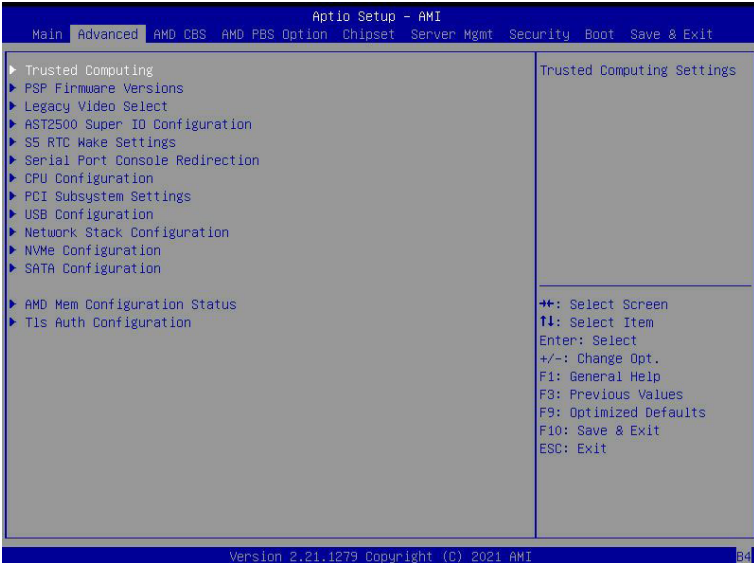 Aptio Setup - AMI
Main Advanced AMD CBS AMD PBS Option Chipset Server Mgmt Security Boot Save & Exit
Trusted Computing
PSP Firmware Versions
Legacy Video Select
AST2500 Super IO Configuration
S5 RTC Wake Settings
Serial Port Console Redirection
CPU Configuration
PCI Subsystem Settings
USB Configuration
Network Stack Configuration
NVMe Configuration
SATA Configuration
AMD Mem Configuration Status
Tls Auth Configuration
Trusted Computing Settings
→←: Select Screen
↑↓: Select Item
Enter: Select
+/-: Change Opt.
F1: General Help
F3: Previous Values
F9: Optimized Defaults
F10: Save & Exit
ESC: Exit
Version 2.21.1279 Copyright (C) 2021 AMI
B4